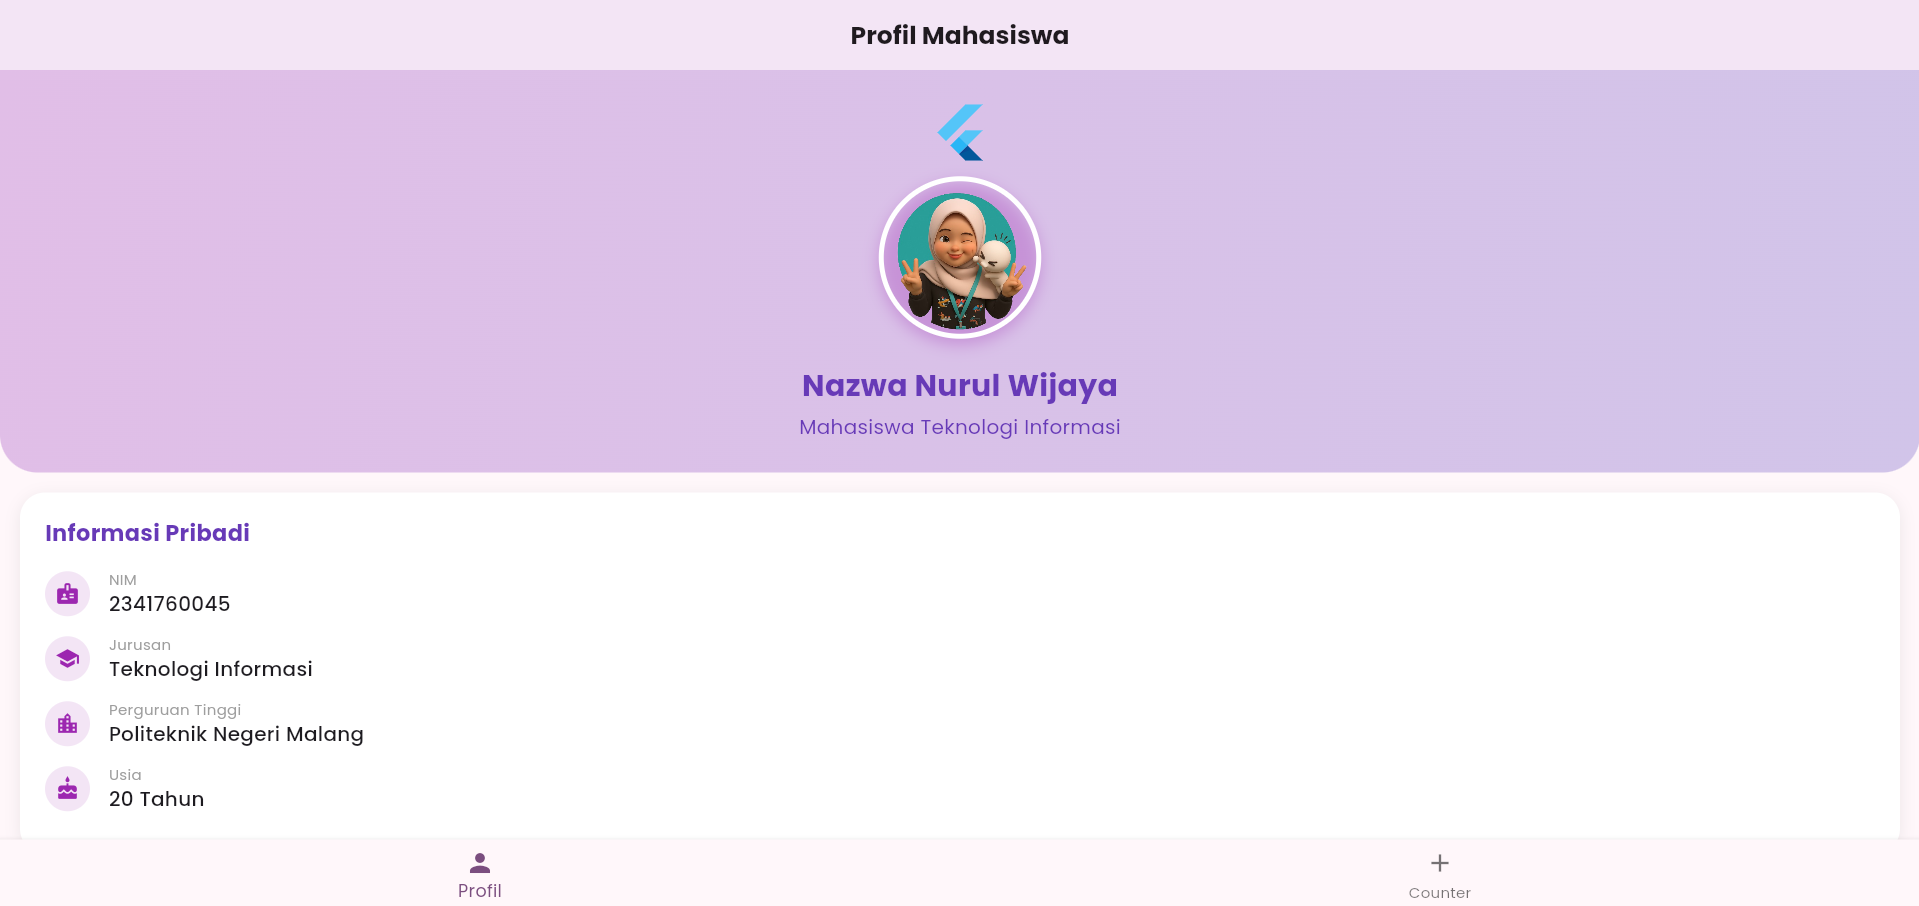 Profil Mahasiswa
Nazwa Nurul Wijaya
Mahasiswa Teknologi Informasi
Informasi Pribadi
NIM
2341760045
Jurusan
Teknologi Informasi
Perguruan Tinggi
Politeknik Negeri Malang
Usia
20 Tahun
Profil
Counter